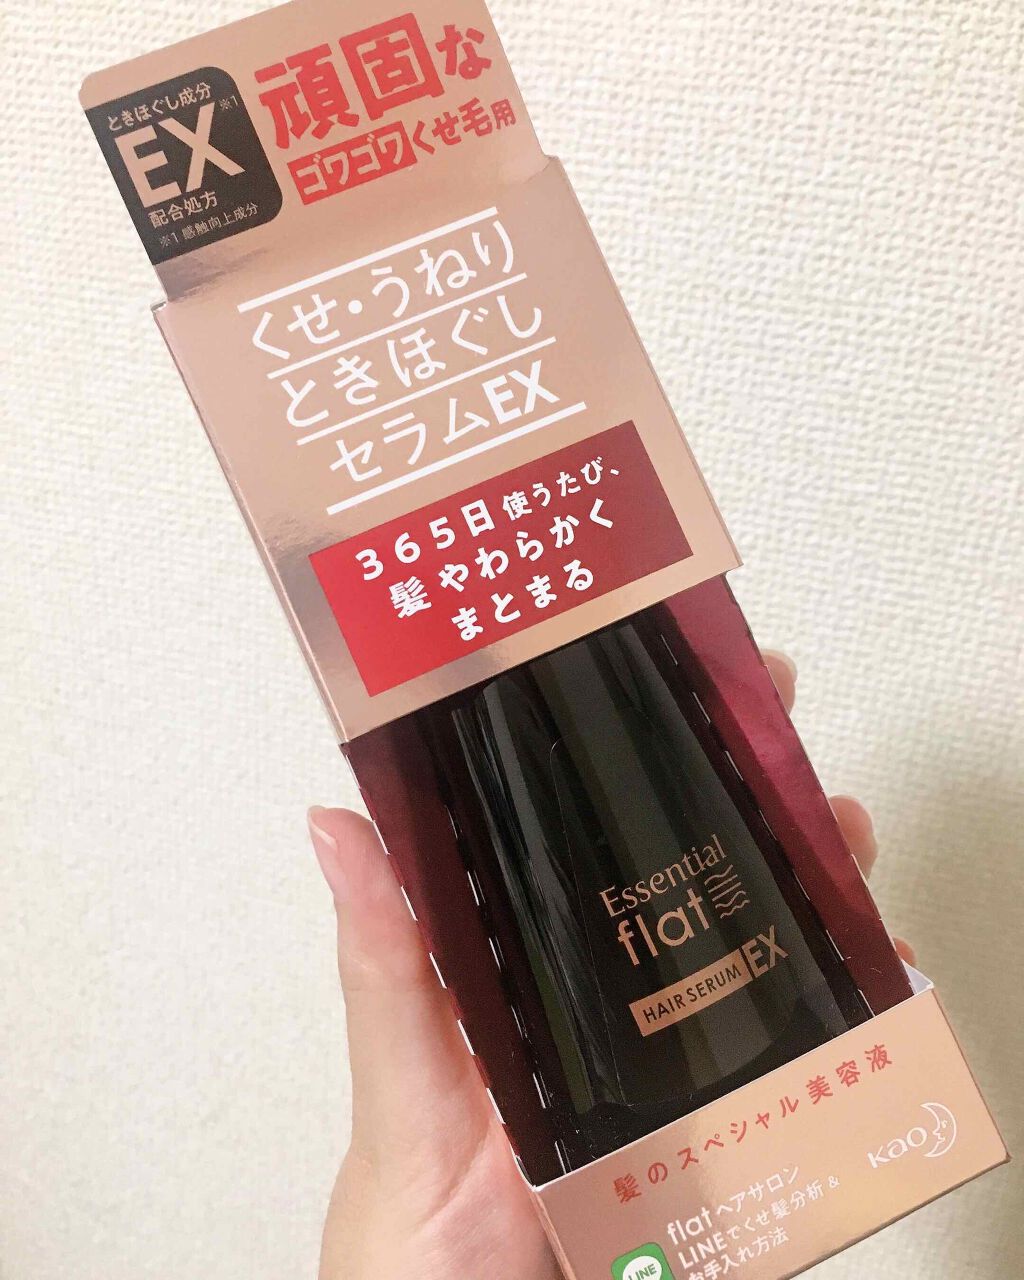 ときほぐし成分
※1
EX
配合処方
※1 感触向上成分
頑固な
ゴワゴワくせ毛用
くせ・うねり
ときほぐし
セラムEX
365日使うたび、
髪やわらかく
まとまる
Essential
flat
HAIR SERUM EX
髪のスペシャル美容液
Kao
flatヘアサロン
LINEでくせ髪分析&
お手入れ方法
LINE